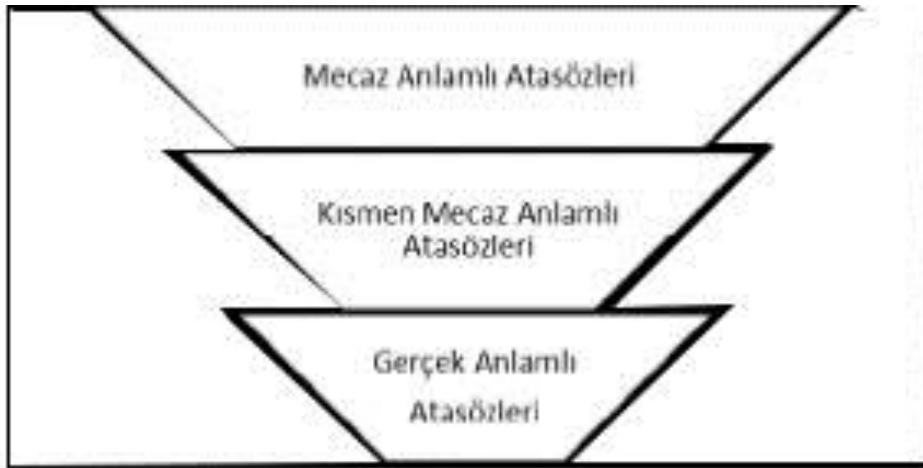 Mecaz Anlamlı Atasözleri
Kısmen Mecaz Anlamlı
Atasözleri
Gerçek Anlamlı
Atasözleri